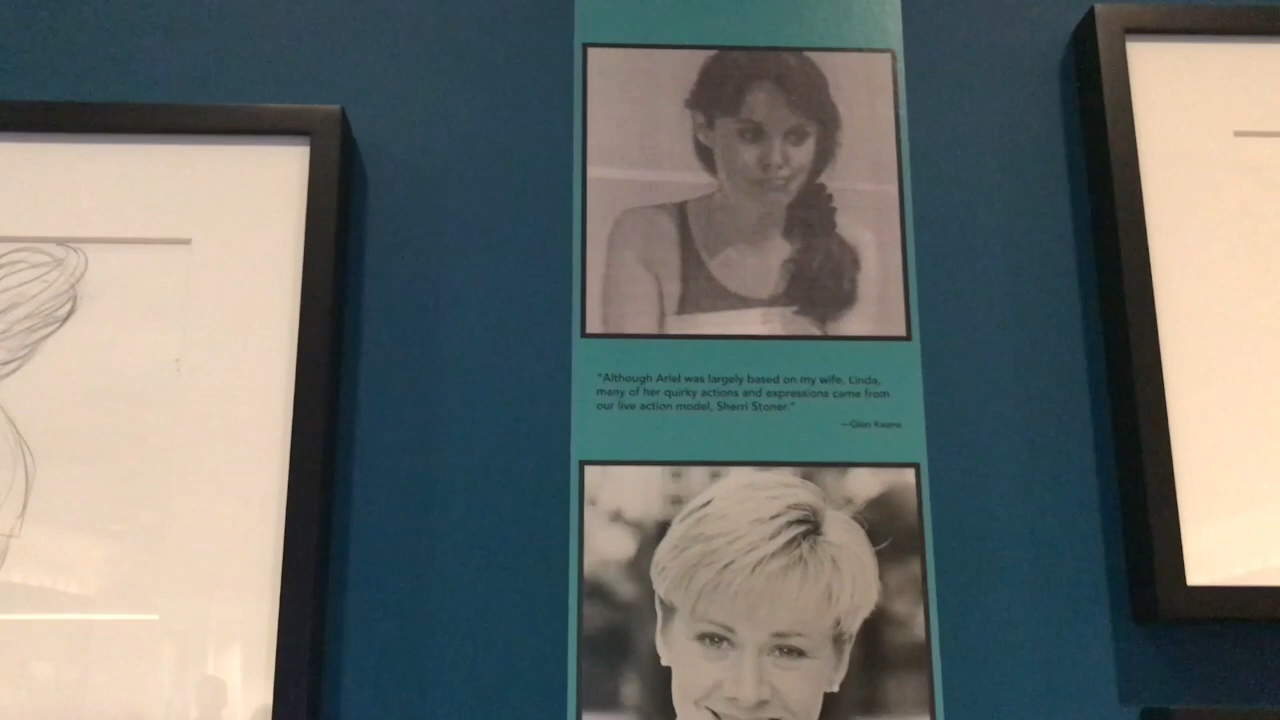 "Although Ariel was largely based on my wife, Linda,
many of her quirky actions and expressions came from
our live action model, Sherri Stoner."
—Glen Keane